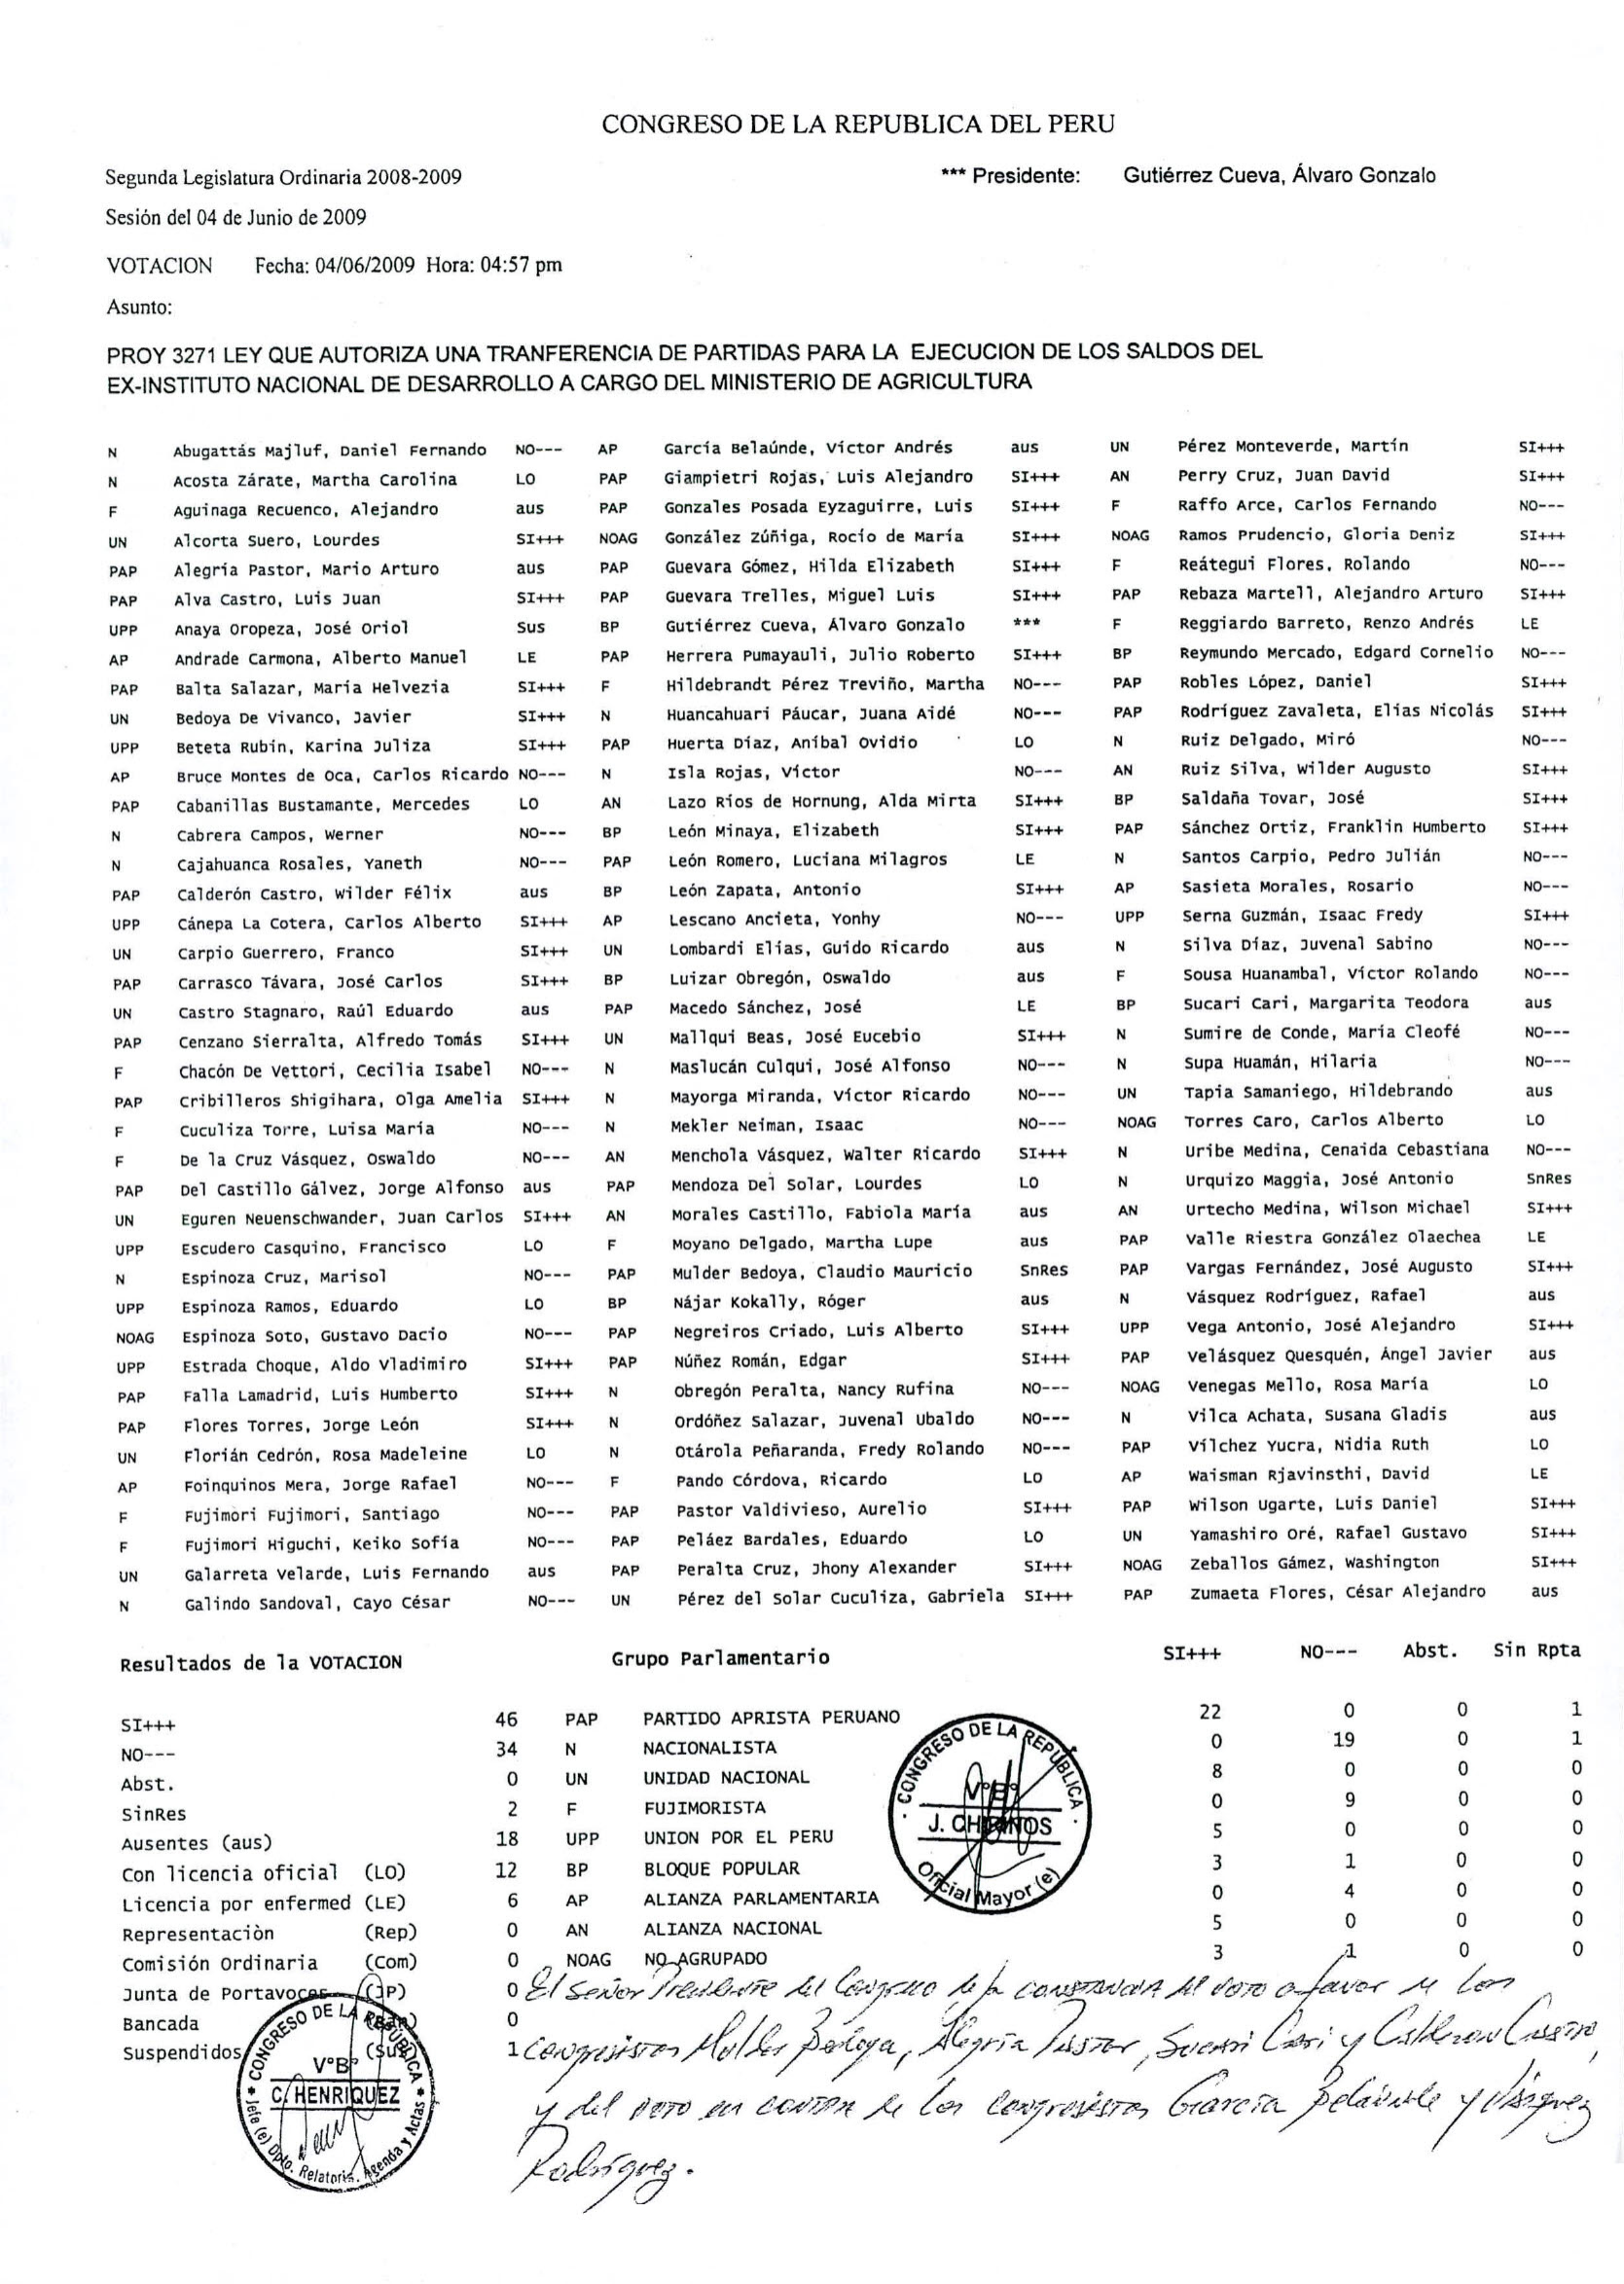 CONGRESO DE LA REPUBLICA DEL PERU
Segunda Legislatura Ordinaria 2008-2009 *** Presidente: Gutiérrez Cueva, Álvaro Gonzalo
Sesión del 04 de Junio de 2009
VOTACION Fecha: 04/06/2009 Hora: 04:57 pm
Asunto:
PROY 3271 LEY QUE AUTORIZA UNA TRANFERENCIA DE PARTIDAS PARA LA EJECUCION DE LOS SALDOS DEL
EX-INSTITUTO NACIONAL DE DESARROLLO A CARGO DEL MINISTERIO DE AGRICULTURA
N Abugattás Majluf, Daniel Fernando NO--- AP García Belaúnde, Víctor Andrés aus UN Pérez Monteverde, Martín SI+++
N Acosta Zárate, Martha Carolina LO PAP Giampietri Rojas, Luis Alejandro SI+++ AN Perry Cruz, Juan David SI+++
F Aguinaga Recuenco, Alejandro aus PAP Gonzales Posada Eyzaguirre, Luis SI+++ F Raffo Arce, Carlos Fernando NO---
UN Alcorta Suero, Lourdes SI+++ NOAG González Zúñiga, Rocío de María SI+++ NOAG Ramos Prudencio, Gloria Deniz SI+++
PAP Alegría Pastor, Mario Arturo aus PAP Guevara Gómez, Hilda Elizabeth SI+++ F Reátegui Flores, Rolando NO---
PAP Alva Castro, Luis Juan SI+++ PAP Guevara Trelles, Miguel Luis SI+++ PAP Rebaza Martell, Alejandro Arturo SI+++
UPP Anaya Oropeza, José Oriol Sus BP Gutiérrez Cueva, Álvaro Gonzalo *** F Reggiardo Barreto, Renzo Andrés LE
AP Andrade Carmona, Alberto Manuel LE PAP Herrera Pumayauli, Julio Roberto SI+++ BP Reymundo Mercado, Edgard Cornelio NO---
PAP Balta Salazar, María Helvezia SI+++ F Hildebrandt Pérez Treviño, Martha NO--- PAP Robles López, Daniel SI+++
UN Bedoya De Vivanco, Javier SI+++ N Huancahuari Páucar, Juana Aidé NO--- PAP Rodríguez Zavaleta, Elias Nicolás SI+++
UPP Beteta Rubín, Karina Juliza SI+++ PAP Huerta Díaz, Aníbal Ovidio LO N Ruiz Delgado, Miró NO---
AP Bruce Montes de Oca, Carlos Ricardo NO--- N Isla Rojas, Víctor NO--- AN Ruiz Silva, Wilder Augusto SI+++
PAP Cabanillas Bustamante, Mercedes LO AN Lazo Ríos de Hornung, Alda Mirta SI+++ BP Saldaña Tovar, José SI+++
N Cabrera Campos, Werner NO--- BP León Minaya, Elizabeth SI+++ PAP Sánchez Ortiz, Franklin Humberto SI+++
N Cajahuanca Rosales, Yaneth NO--- PAP León Romero, Luciana Milagros LE N Santos Carpio, Pedro Julián NO---
PAP Calderón Castro, Wilder Félix aus BP León Zapata, Antonio SI+++ AP Sasieta Morales, Rosario NO---
UPP Cánepa La Cotera, Carlos Alberto SI+++ AP Lescano Ancieta, Yonhy NO--- UPP Serna Guzmán, Isaac Fredy SI+++
UN Carpio Guerrero, Franco SI+++ UN Lombardi Elías, Guido Ricardo aus N Silva Díaz, Juvenal Sabino NO---
PAP Carrasco Távara, José Carlos SI+++ BP Luizar Obregón, Oswaldo aus F Sousa Huanambal, Víctor Rolando NO---
UN Castro Stagnaro, Raúl Eduardo aus PAP Macedo Sánchez, José LE BP Sucari Cari, Margarita Teodora aus
PAP Cenzano Sierralta, Alfredo Tomás SI+++ UN Mallqui Beas, José Eucebio SI+++ N Sumire de Conde, María Cleofé NO---
F Chacón De Vettori, Cecilia Isabel NO--- N Maslucán Culqui, José Alfonso NO--- N Supa Huamán, Hilaria NO---
PAP Cribilleros Shigihara, Olga Amelia SI+++ N Mayorga Miranda, Víctor Ricardo NO--- UN Tapia Samaniego, Hildebrando aus
F Cuculiza Torre, Luisa María NO--- N Mekler Neiman, Isaac NO--- NOAG Torres Caro, Carlos Alberto LO
F De la Cruz Vásquez, Oswaldo NO--- AN Menchola Vásquez, Walter Ricardo SI+++ N Uribe Medina, Cenaida Cebastiana NO---
PAP Del Castillo Gálvez, Jorge Alfonso aus PAP Mendoza Del Solar, Lourdes LO N Urquizo Maggia, José Antonio SnRes
UN Eguren Neuenschwander, Juan Carlos SI+++ AN Morales Castillo, Fabiola María aus AN Urtecho Medina, Wilson Michael SI+++
UPP Escudero Casquino, Francisco LO F Moyano Delgado, Martha Lupe aus PAP Valle Riestra González Olaechea LE
N Espinoza Cruz, Marisol NO--- PAP Mulder Bedoya, Claudio Mauricio SnRes PAP Vargas Fernández, José Augusto SI+++
UPP Espinoza Ramos, Eduardo LO BP Nájar Kokally, Róger aus N Vásquez Rodríguez, Rafael aus
NOAG Espinoza Soto, Gustavo Dacio NO--- PAP Negreiros Criado, Luis Alberto SI+++ UPP Vega Antonio, José Alejandro SI+++
UPP Estrada Choque, Aldo Vladimiro SI+++ PAP Núñez Román, Edgar SI+++ PAP Velásquez Quesquén, Ángel Javier aus
PAP Falla Lamadrid, Luis Humberto SI+++ N Obregón Peralta, Nancy Rufina NO--- NOAG Venegas Mello, Rosa María LO
PAP Flores Torres, Jorge León SI+++ N Ordóñez Salazar, Juvenal Ubaldo NO--- N Vilca Achata, Susana Gladis aus
UN Florián Cedrón, Rosa Madeleine LO N Otárola Peñaranda, Fredy Rolando NO--- PAP Vílchez Yucra, Nidia Ruth LO
AP Foinquinos Mera, Jorge Rafael NO--- F Pando Córdova, Ricardo LO AP Waisman Rjavinsthi, David LE
F Fujimori Fujimori, Santiago NO--- PAP Pastor Valdivieso, Aurelio SI+++ PAP Wilson Ugarte, Luis Daniel SI+++
F Fujimori Higuchi, Keiko Sofía NO--- PAP Peláez Bardales, Eduardo LO UN Yamashiro Oré, Rafael Gustavo SI+++
UN Galarreta Velarde, Luis Fernando aus PAP Peralta Cruz, Jhony Alexander SI+++ NOAG Zeballos Gámez, Washington SI+++
N Galindo Sandoval, Cayo César NO--- UN Pérez del Solar Cuculiza, Gabriela SI+++ PAP Zumaeta Flores, César Alejandro aus
Resultados de la VOTACION Grupo Parlamentario SI+++ NO--- Abst. Sin Rpta
SI+++ 46 PAP PARTIDO APRISTA PERUANO 22 0 0 1
NO--- 34 N NACIONALISTA 0 19 0 1
Abst. 0 UN UNIDAD NACIONAL 8 0 0 0
SinRes 2 F FUJIMORISTA 0 9 0 0
Ausentes (aus) 18 UPP UNION POR EL PERU 5 0 0 0
Con licencia oficial (LO) 12 BP BLOQUE POPULAR 3 1 0 0
Licencia por enfermed (LE) 6 AP ALIANZA PARLAMENTARIA 0 4 0 0
Representaciòn (Rep) 0 AN ALIANZA NACIONAL 5 0 0 0
Comisión Ordinaria (Com) 0 NOAG NO AGRUPADO 3 1 0 0
Junta de Portavoces (JP) 0
Bancada 0
Suspendidos (Sus) 1
CONGRESO DE LA REPUBLICA
VºBº
Oficial Mayor (e)
CONGRESO DE LA REPUBLICA
VºBº
C. HENRIQUEZ
Jefe (e) Dpto. Relatoría, Agenda y Actas
El Señor Presidente del Congreso deja constancia del voto a favor de los
congresistas Mulder Bedoya, Alegría Pastor, Sucari Cari y Calderón Castro,
y del voto en contra de los congresistas García Belaúnde y Vásquez
Rodríguez.